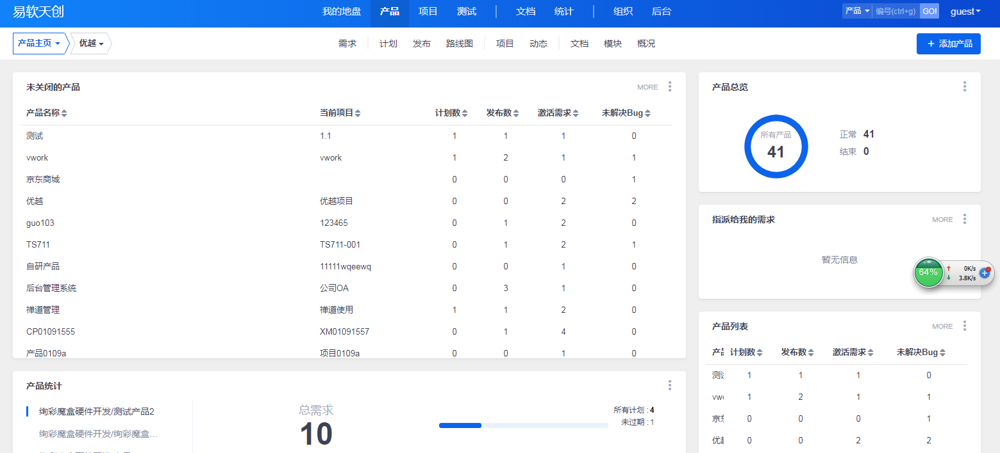 易软天创 我的地盘 产品 项目 测试 文档 统计 组织 后台 产品 编号(ctrl+g) GO! guest
产品主页 优越 需求 计划 发布 路线图 项目 动态 文档 模块 概况 + 添加产品
未关闭的产品 MORE
产品名称 当前项目 计划数 发布数 激活需求 未解决Bug
测试 1.1 1 1 1 0
vwork vwork 1 2 1 1
京东商城 0 0 0 1
优越 优越项目 0 0 2 2
guo103 123465 0 1 2 0
TS711 TS711-001 0 1 2 1
自研产品 11111wqeewq 0 0 1 0
后台管理系统 公司OA 0 3 1 0
禅道管理 禅道使用 1 1 2 0
CP01091555 XM01091557 0 1 4 0
产品0109a 项目0109a 0 0 1 0
产品总览
所有产品
41
正常 41
结束 0
指派给我的需求 MORE
暂无信息
64% 0K/s
3.8K/s
产品列表 MORE
产品 计划数 发布数 激活需求 未解决Bug
测试 1 1 1 0
vwo 1 2 1 1
京东 0 0 0 1
优越 0 0 2 2
产品统计
绚彩魔盒硬件开发/测试产品2
绚彩魔盒硬件开发/绚彩魔盒...
总需求
10
所有计划 : 4
未过期 : 1